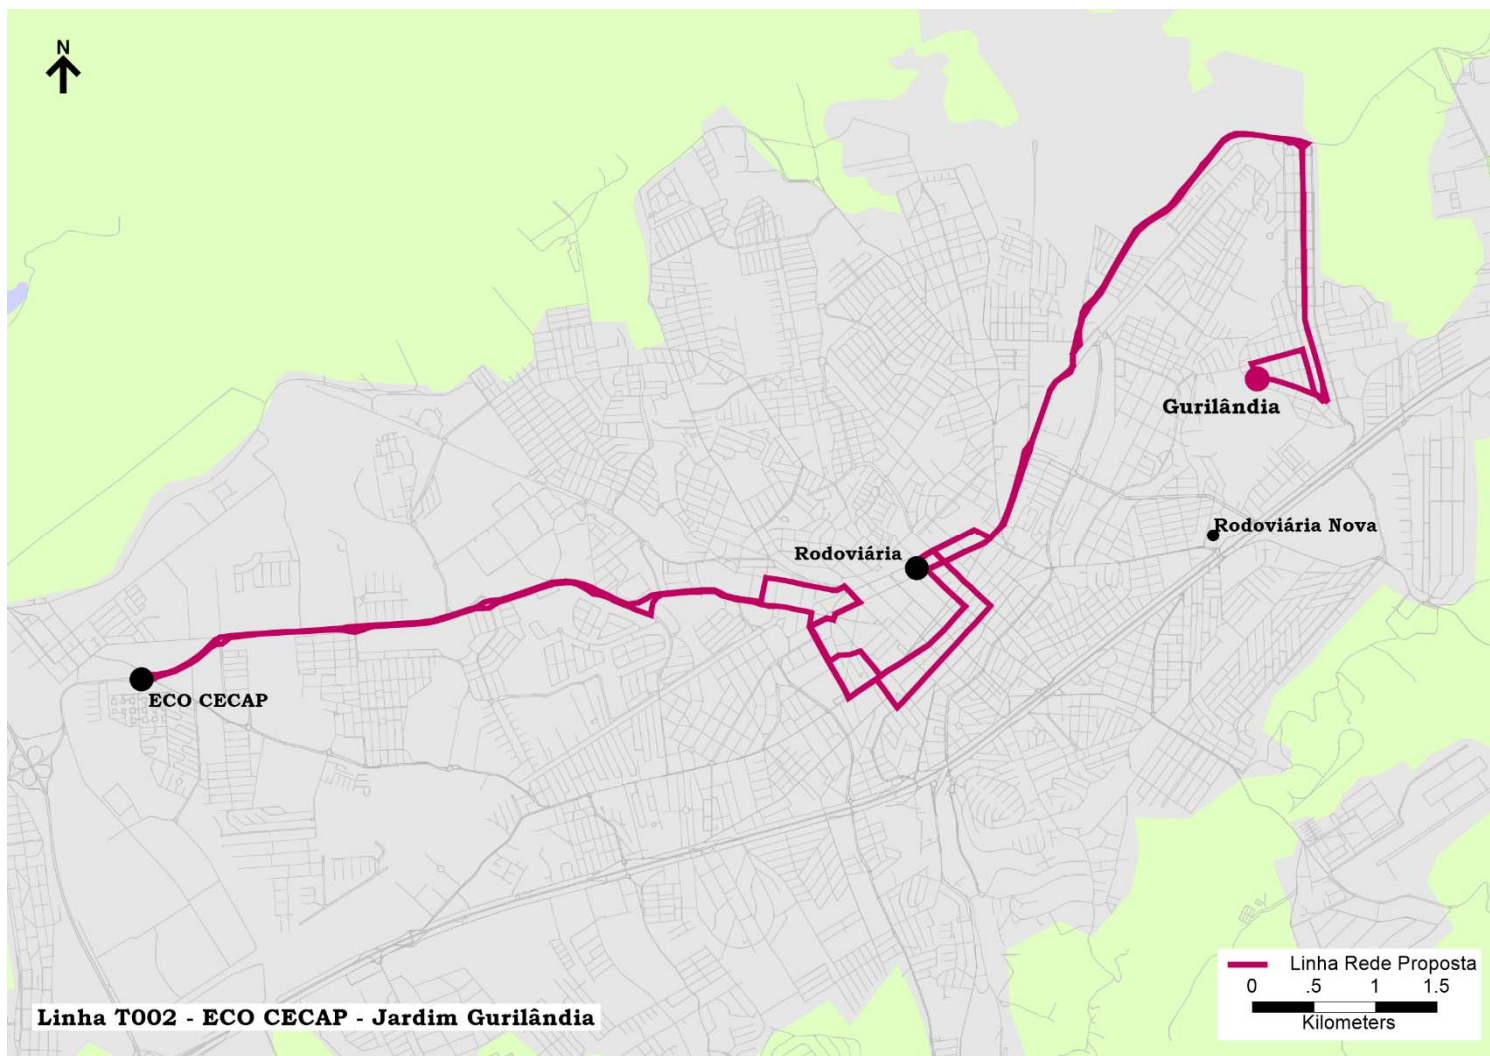 N
Gurilândia
Rodoviária Nova
Rodoviária
ECO CECAP
Linha Rede Proposta
0 .5 1 1.5
Kilometers
Linha T002 - ECO CECAP - Jardim Gurilândia